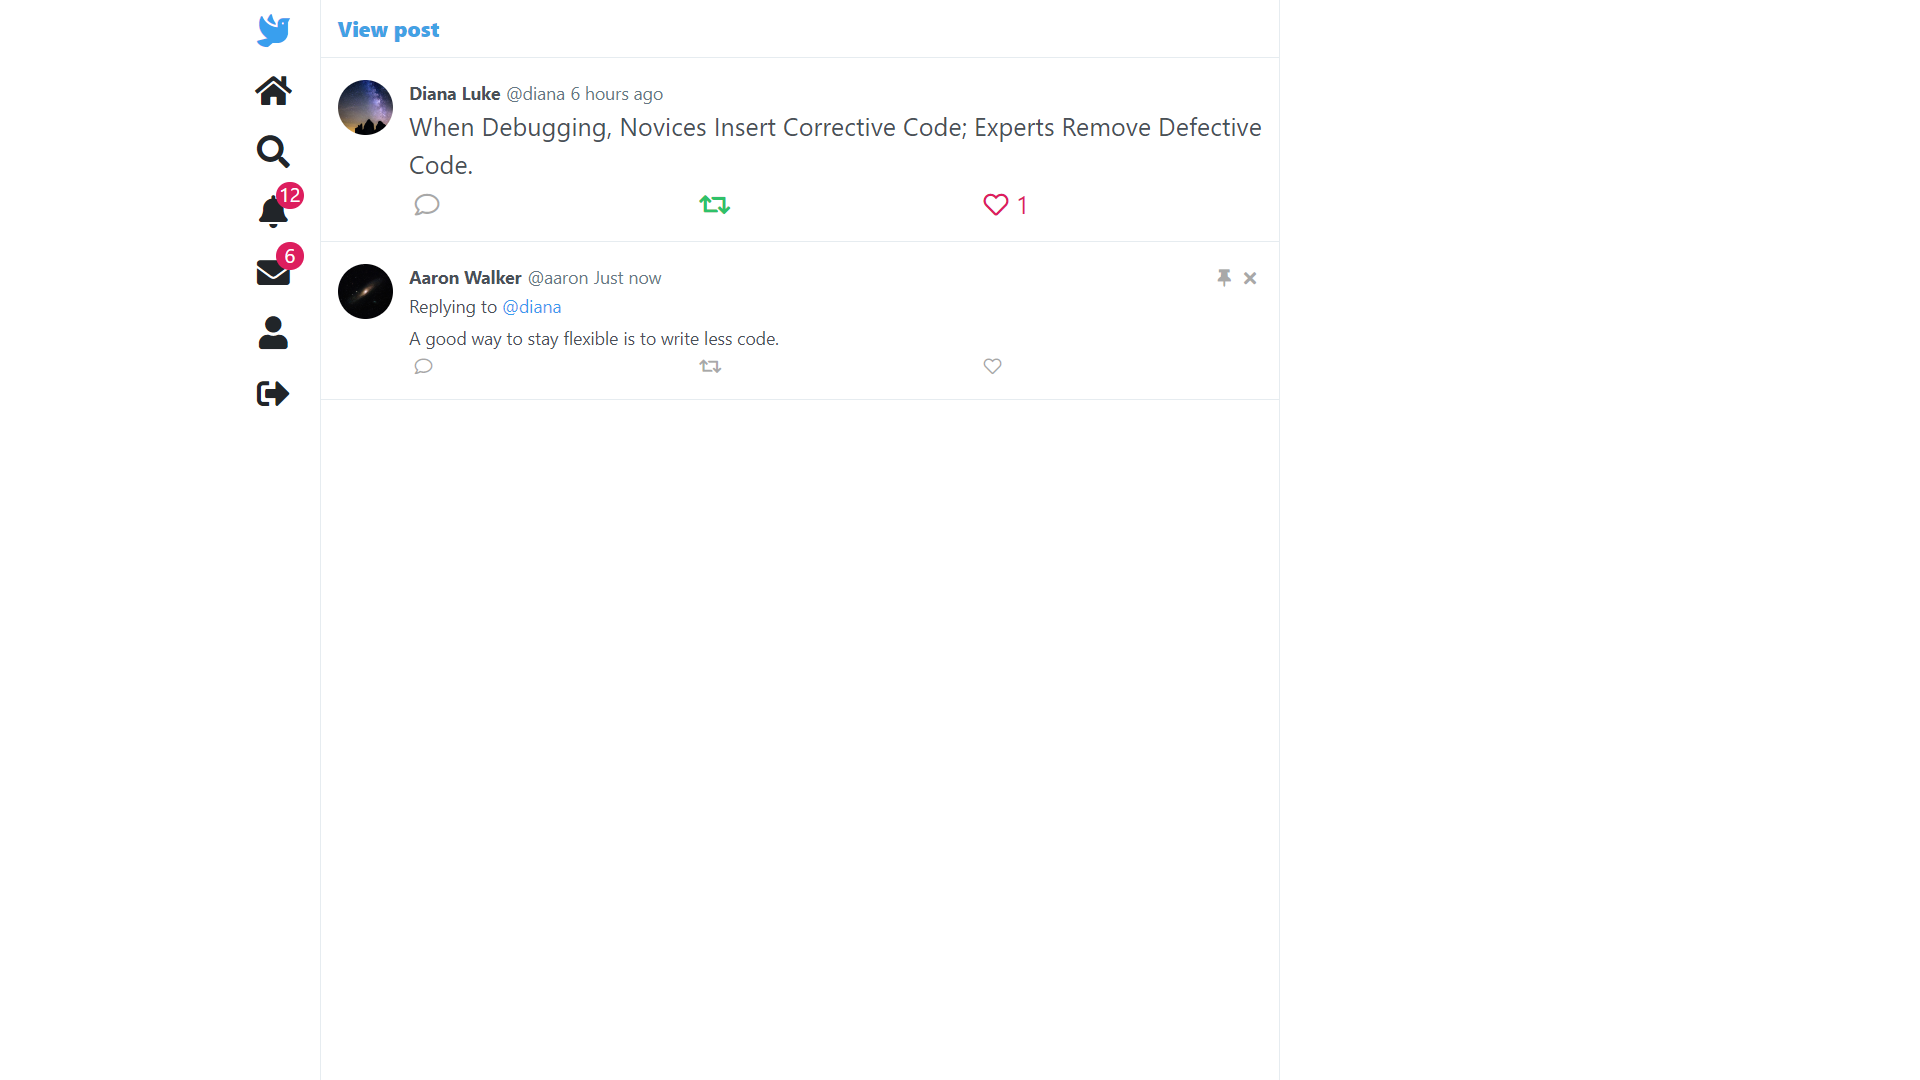 View post
Diana Luke @diana 6 hours ago
When Debugging, Novices Insert Corrective Code; Experts Remove Defective
Code.
1
12
6
Aaron Walker @aaron Just now
Replying to @diana
A good way to stay flexible is to write less code.